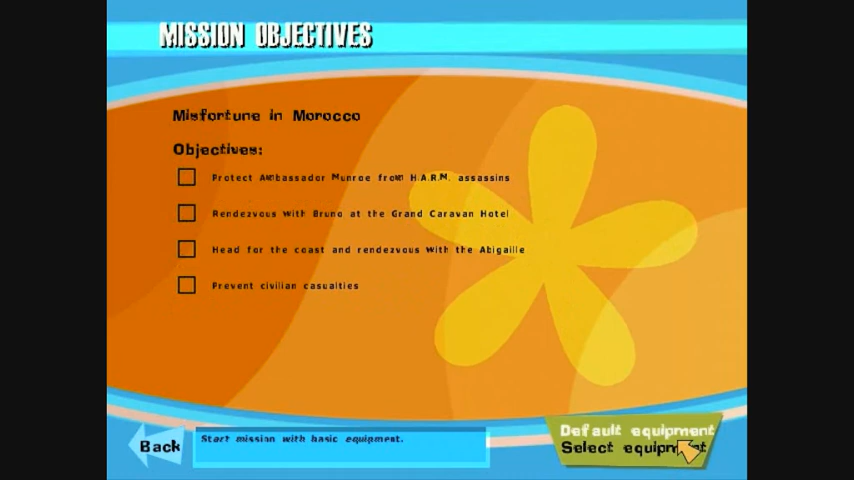 MISSION OBJECTIVES
Misfortune in Morocco
Objectives:
Protect Ambassador Munroe from H.A.R.M. assassins
Rendezvous with Bruno at the Grand Caravan Hotel
Head for the coast and rendezvous with the Abigaille
Prevent civilian casualties
Default equipment
Back
Start mission with basic equipment.
Select equipment